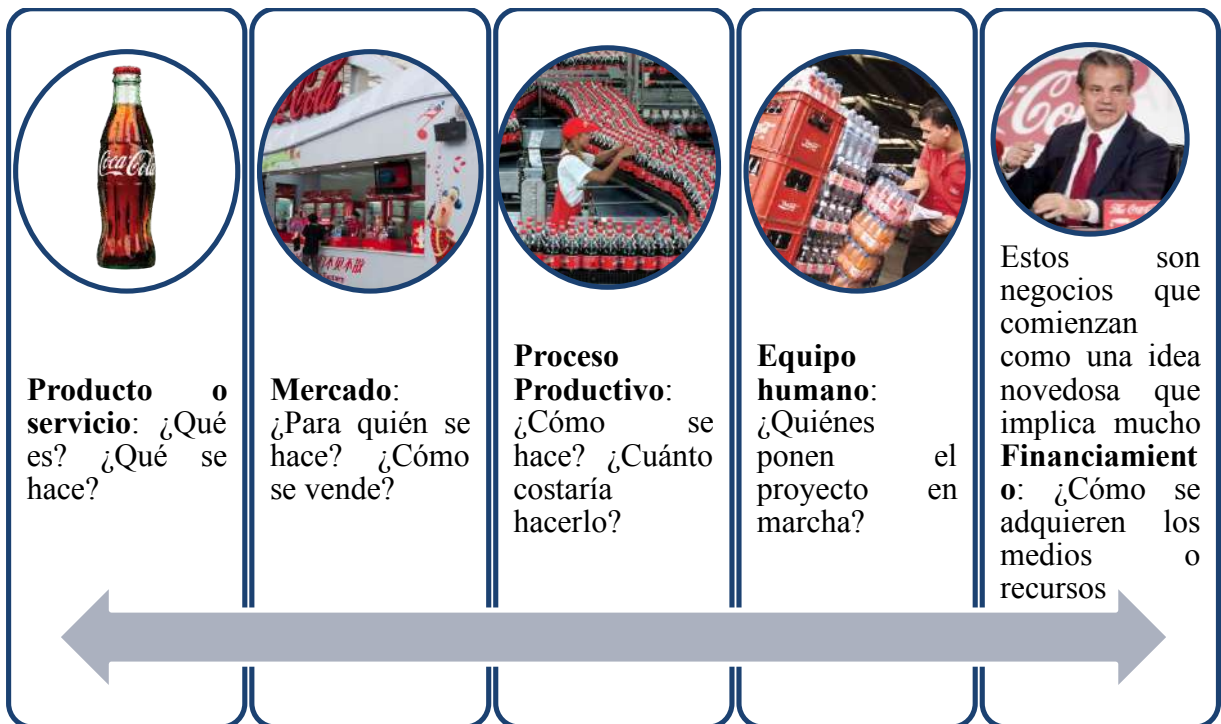 Coca-Cola
Producto o
servicio: ¿Qué
es? ¿Qué se
hace?
Mercado:
¿Para quién se
hace? ¿Cómo
se vende?
Proceso
Productivo:
¿Cómo se
hace? ¿Cuánto
costaría
hacerlo?
Equipo
humano:
¿Quiénes
ponen el
proyecto en
marcha?
Estos son
negocios que
comienzan
como una idea
novedosa que
implica mucho
Financiamient
o: ¿Cómo se
adquieren los
medios o
recursos